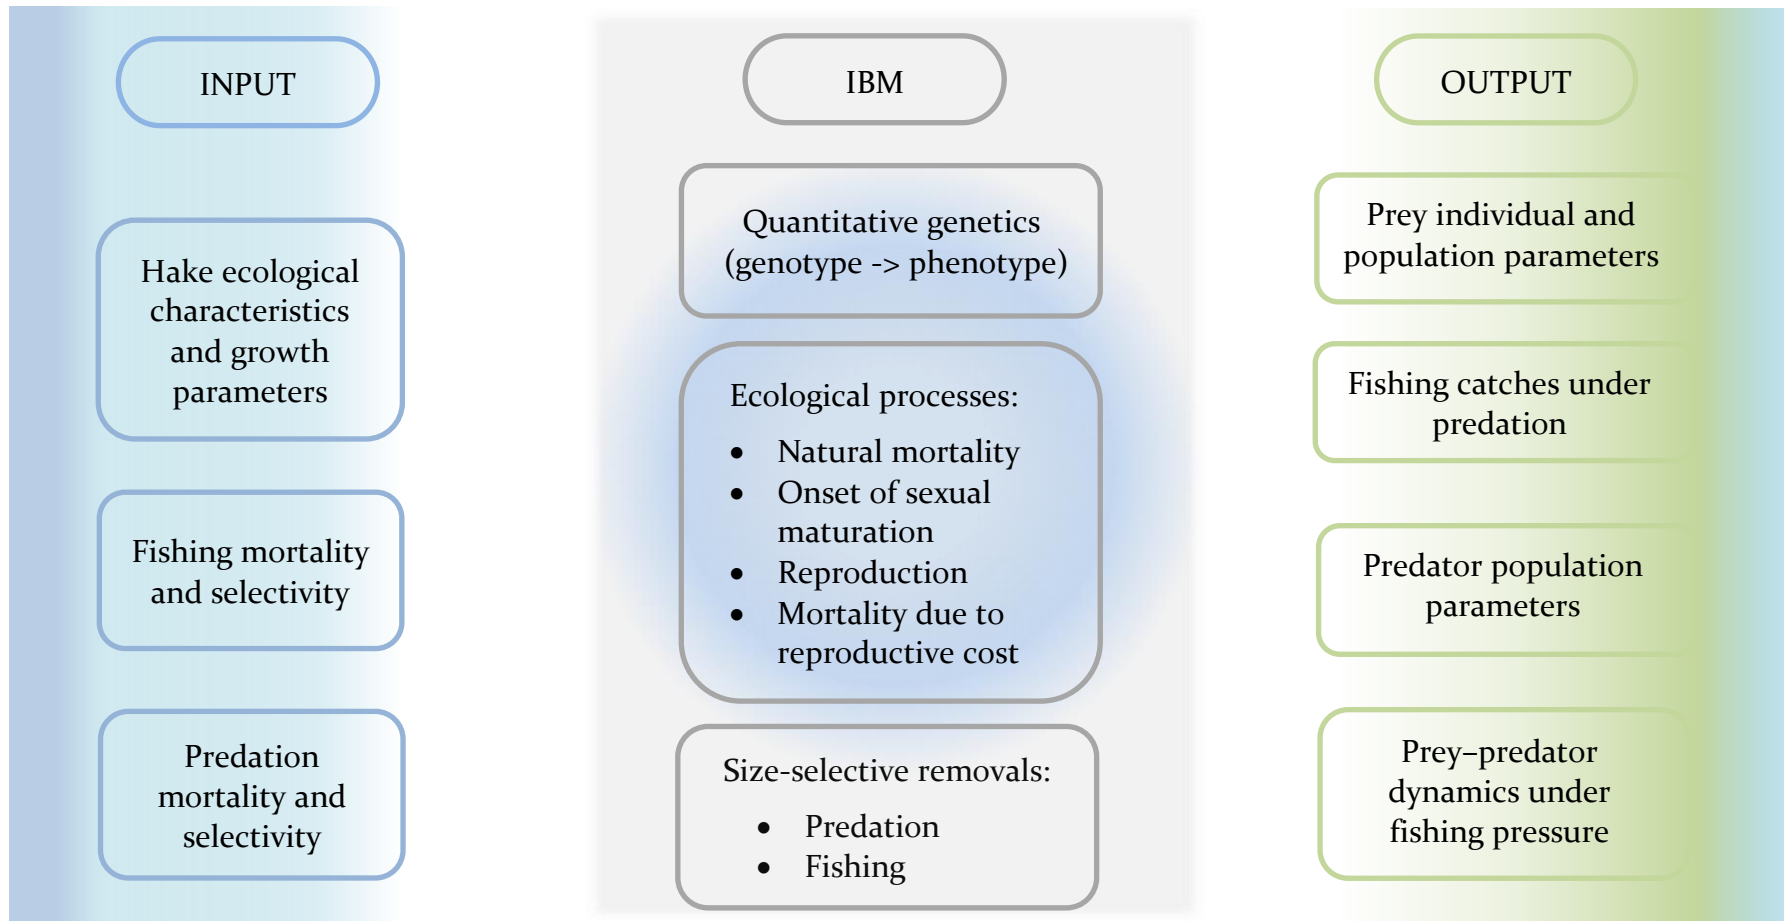 INPUT
Hake ecological
characteristics
and growth
parameters
Fishing mortality
and selectivity
Predation
mortality and
selectivity
IBM
Quantitative genetics
(genotype -> phenotype)
Ecological processes:
• Natural mortality
• Onset of sexual
maturation
• Reproduction
• Mortality due to
reproductive cost
Size-selective removals:
• Predation
• Fishing
OUTPUT
Prey individual and
population parameters
Fishing catches under
predation
Predator population
parameters
Prey–predator
dynamics under
fishing pressure